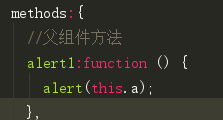 methods:{
//父组件方法
alert1:function () {
alert(this.a);
},